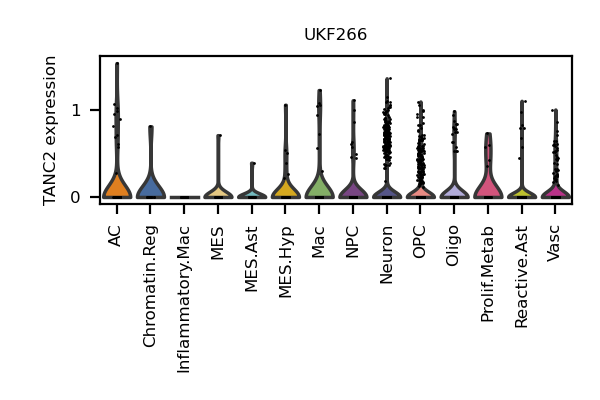 UKF266
TANC2 expression
1
0
AC
Chromatin.Reg
Inflammatory.Mac
MES
MES.Ast
MES.Hyp
Mac
NPC
Neuron
OPC
Oligo
Prolif.Metab
Reactive.Ast
Vasc